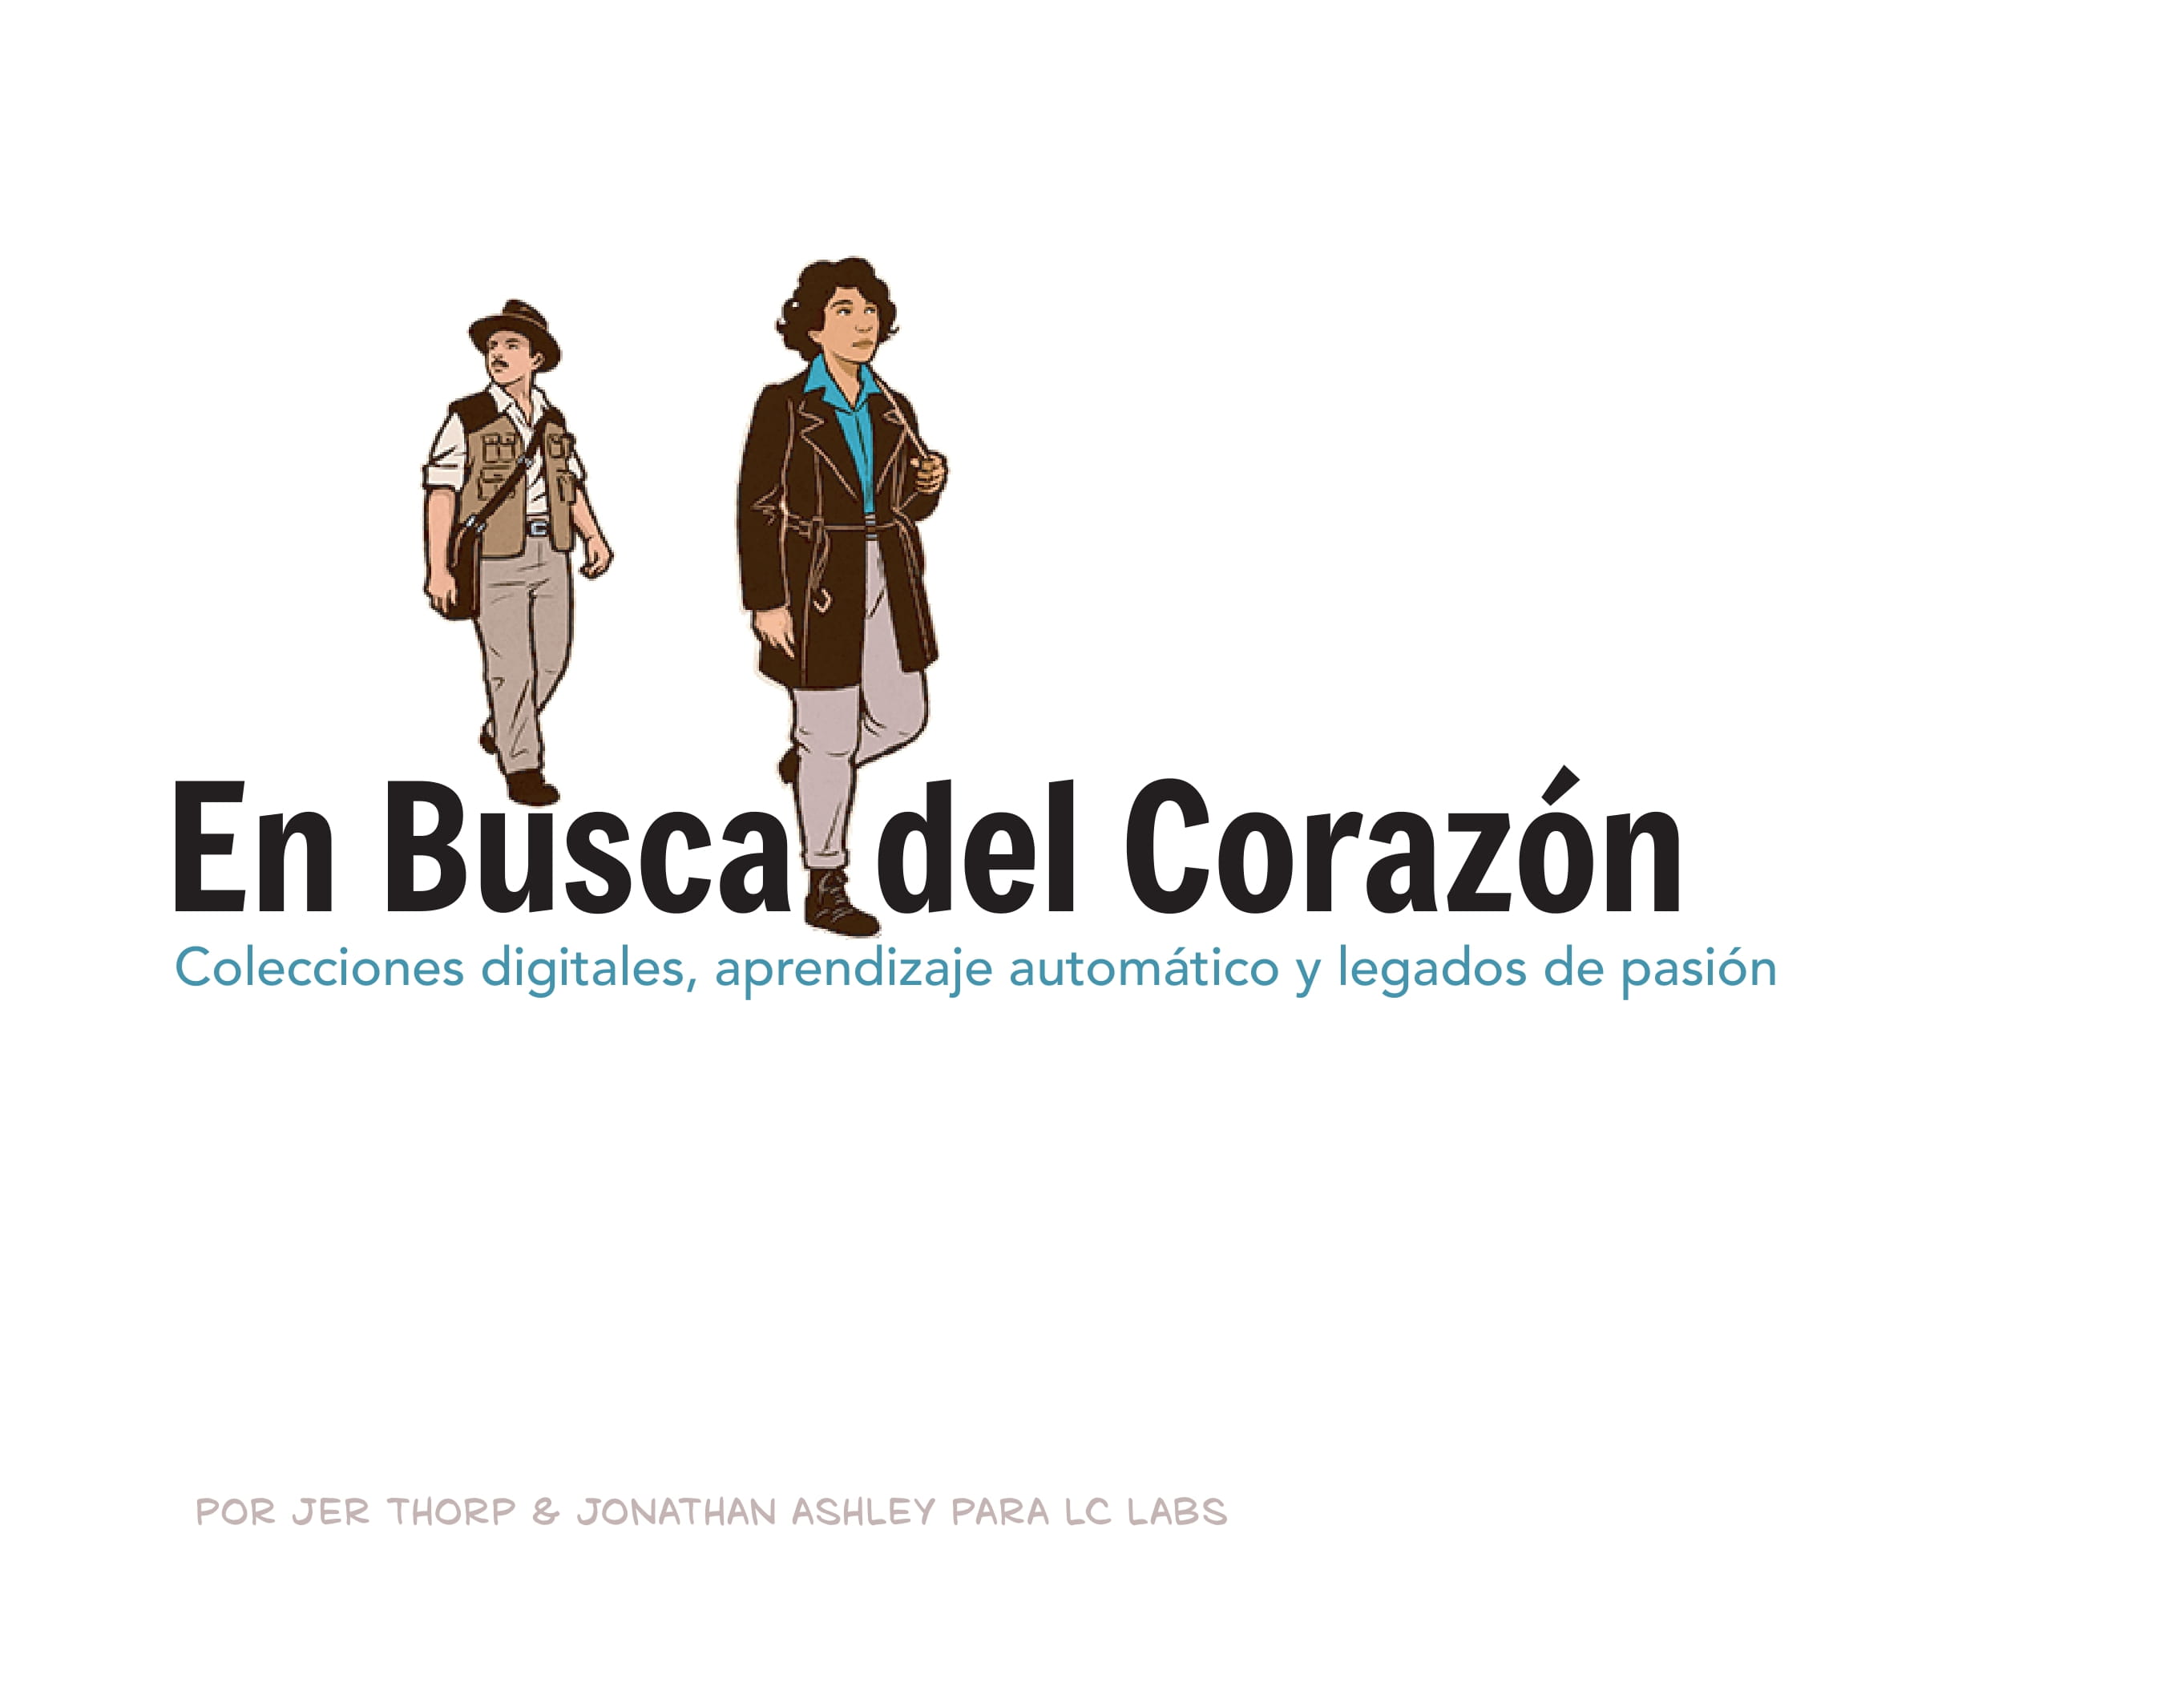 En Busca del Corazón
Colecciones digitales, aprendizaje automático y legados de pasión
POR JER THORP & JONATHAN ASHLEY PARA LC LABS